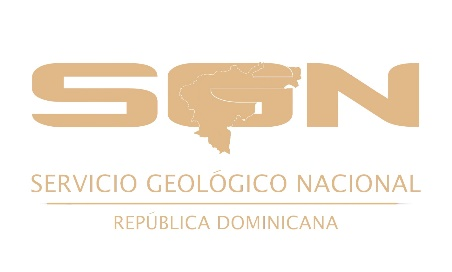 SGN
SERVICIO GEOLÓGICO NACIONAL
REPÚBLICA DOMINICANA